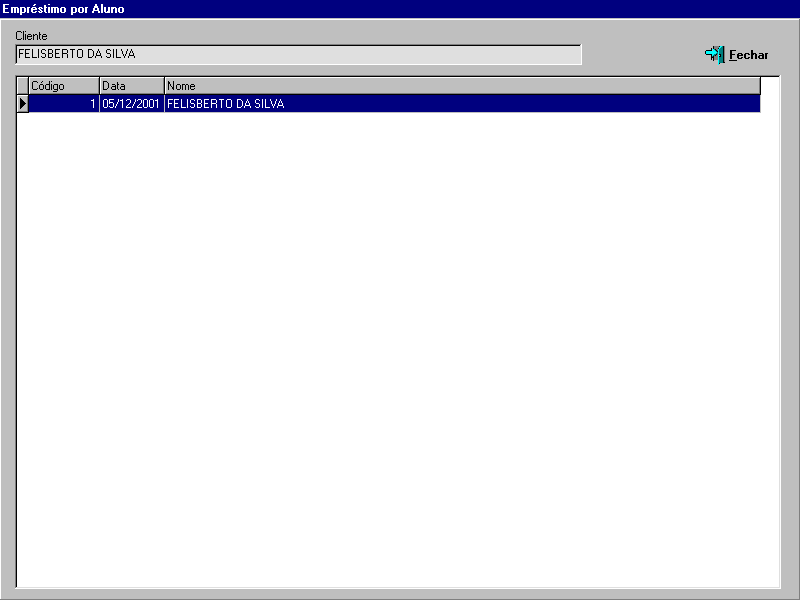 Empréstimo por Aluno
Cliente
FELISBERTO DA SILVA
Fechar
Código Data Nome
1 05/12/2001 FELISBERTO DA SILVA